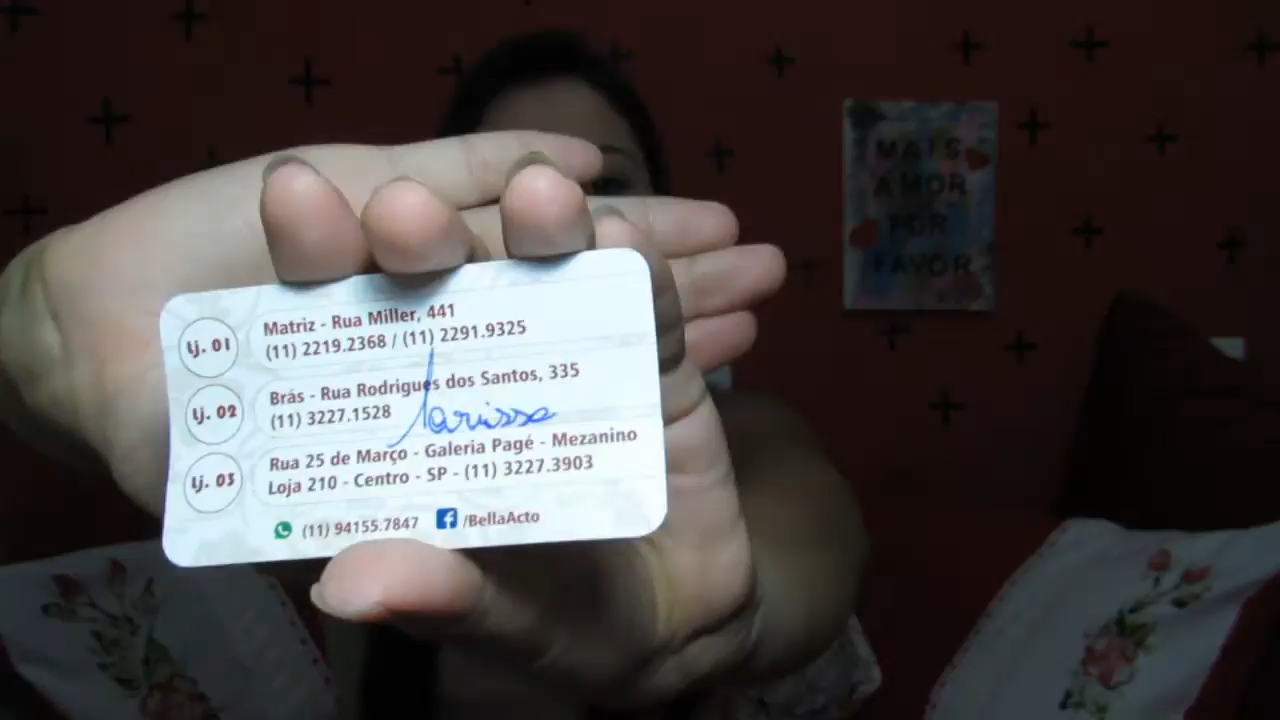 Lj. 01
Matriz - Rua Miller, 441
(11) 2219.2368 / (11) 2291.9325
Lj. 02
Brás - Rua Rodrigues dos Santos, 335
(11) 3227.1528
Larissa
Lj. 03
Rua 25 de Março - Galeria Pagé - Mezanino
Loja 210 - Centro - SP - (11) 3227.3903
(11) 94155.7847 /BellaActo
MAIS
AMOR
POR
FAVOR